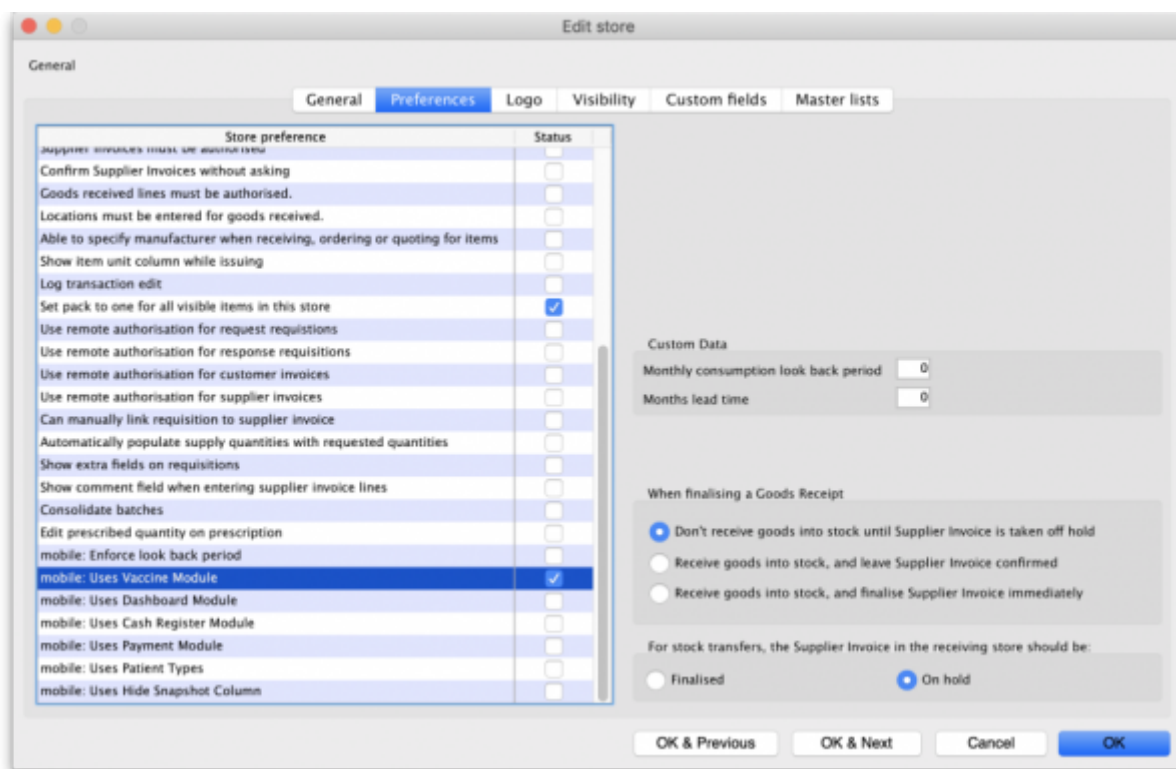 Edit store
General
General Preferences Logo Visibility Custom fields Master lists
Store preference Status
Supplier invoices must be authorised
Confirm Supplier Invoices without asking
Goods received lines must be authorised.
Locations must be entered for goods received.
Able to specify manufacturer when receiving, ordering or quoting for items
Show item unit column while issuing
Log transaction edit
Set pack to one for all visible items in this store
Use remote authorisation for request requistions
Use remote authorisation for response requisitions
Use remote authorisation for customer invoices
Use remote authorisation for supplier invoices
Can manually link requisition to supplier invoice
Automatically populate supply quantities with requested quantities
Show extra fields on requisitions
Show comment field when entering supplier invoice lines
Consolidate batches
Edit prescribed quantity on prescription
mobile: Enforce look back period
mobile: Uses Vaccine Module
mobile: Uses Dashboard Module
mobile: Uses Cash Register Module
mobile: Uses Payment Module
mobile: Uses Patient Types
mobile: Uses Hide Snapshot Column
Custom Data
Monthly consumption look back period 0
Months lead time 0
When finalising a Goods Receipt
Don't receive goods into stock until Supplier Invoice is taken off hold
Receive goods into stock, and leave Supplier Invoice confirmed
Receive goods into stock, and finalise Supplier Invoice immediately
For stock transfers, the Supplier Invoice in the receiving store should be:
Finalised On hold
OK & Previous OK & Next Cancel OK